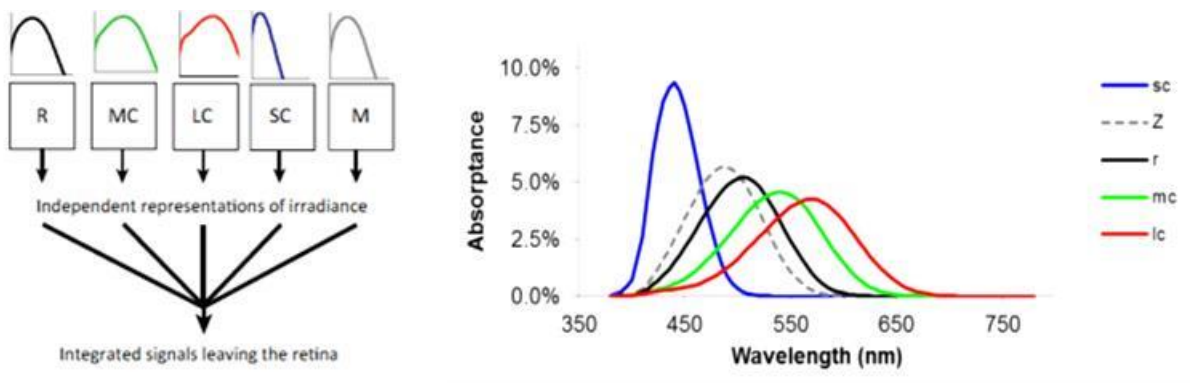 R MC LC SC M
Independent representations of irradiance
Integrated signals leaving the retina
Absorptance
10.0%
7.5%
5.0%
2.5%
0.0%
350 450 550 650 750
Wavelength (nm)
sc
Z
r
mc
lc